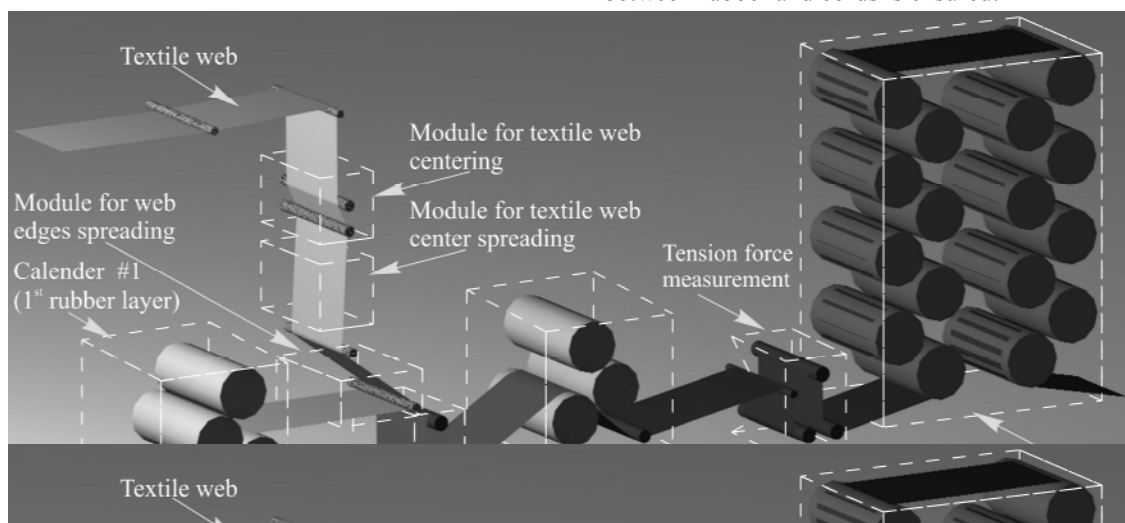 Textile web
Module for textile web
centering
Module for web
edges spreading
Module for textile web
center spreading
Calender #1
(1st rubber layer)
Tension force
measurement
Textile web